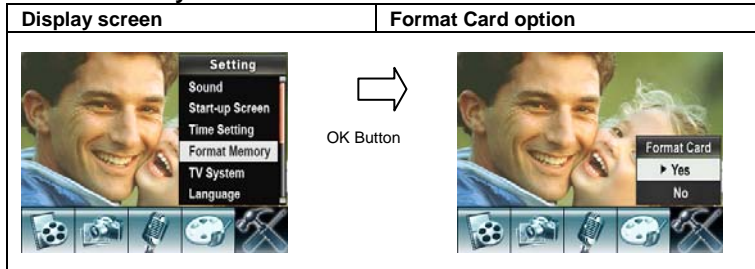 Display screen
Format Card option
Setting
Sound
Start-up Screen
Time Setting
Format Memory
TV System
Language
OK Button
Format Card
Yes
No